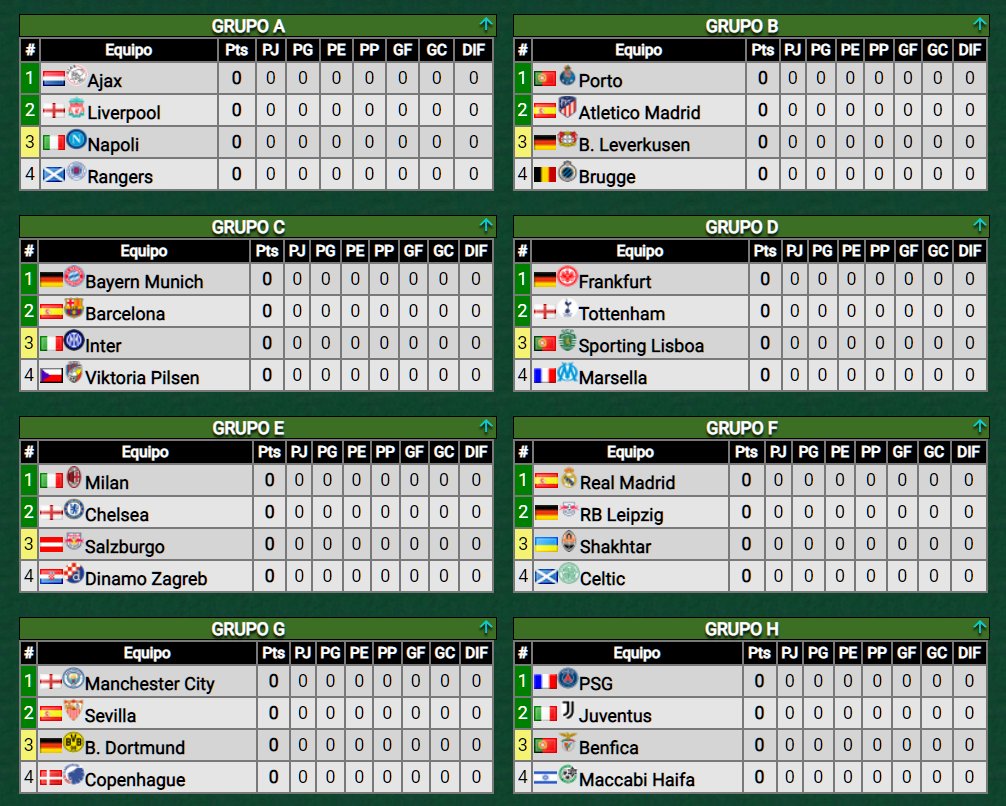 GRUPO A
# Equipo Pts PJ PG PE PP GF GC DIF
1 Ajax 0 0 0 0 0 0 0 0
2 Liverpool 0 0 0 0 0 0 0 0
3 Napoli 0 0 0 0 0 0 0 0
4 Rangers 0 0 0 0 0 0 0 0
GRUPO B
# Equipo Pts PJ PG PE PP GF GC DIF
1 Porto 0 0 0 0 0 0 0 0
2 Atletico Madrid 0 0 0 0 0 0 0 0
3 B. Leverkusen 0 0 0 0 0 0 0 0
4 Brugge 0 0 0 0 0 0 0 0
GRUPO C
# Equipo Pts PJ PG PE PP GF GC DIF
1 Bayern Munich 0 0 0 0 0 0 0 0
2 Barcelona 0 0 0 0 0 0 0 0
3 Inter 0 0 0 0 0 0 0 0
4 Viktoria Pilsen 0 0 0 0 0 0 0 0
GRUPO D
# Equipo Pts PJ PG PE PP GF GC DIF
1 Frankfurt 0 0 0 0 0 0 0 0
2 Tottenham 0 0 0 0 0 0 0 0
3 Sporting Lisboa 0 0 0 0 0 0 0 0
4 Marsella 0 0 0 0 0 0 0 0
GRUPO E
# Equipo Pts PJ PG PE PP GF GC DIF
1 Milan 0 0 0 0 0 0 0 0
2 Chelsea 0 0 0 0 0 0 0 0
3 Salzburgo 0 0 0 0 0 0 0 0
4 Dinamo Zagreb 0 0 0 0 0 0 0 0
GRUPO F
# Equipo Pts PJ PG PE PP GF GC DIF
1 Real Madrid 0 0 0 0 0 0 0 0
2 RB Leipzig 0 0 0 0 0 0 0 0
3 Shakhtar 0 0 0 0 0 0 0 0
4 Celtic 0 0 0 0 0 0 0 0
GRUPO G
# Equipo Pts PJ PG PE PP GF GC DIF
1 Manchester City 0 0 0 0 0 0 0 0
2 Sevilla 0 0 0 0 0 0 0 0
3 B. Dortmund 0 0 0 0 0 0 0 0
4 Copenhague 0 0 0 0 0 0 0 0
GRUPO H
# Equipo Pts PJ PG PE PP GF GC DIF
1 PSG 0 0 0 0 0 0 0 0
2 Juventus 0 0 0 0 0 0 0 0
3 Benfica 0 0 0 0 0 0 0 0
4 Maccabi Haifa 0 0 0 0 0 0 0 0